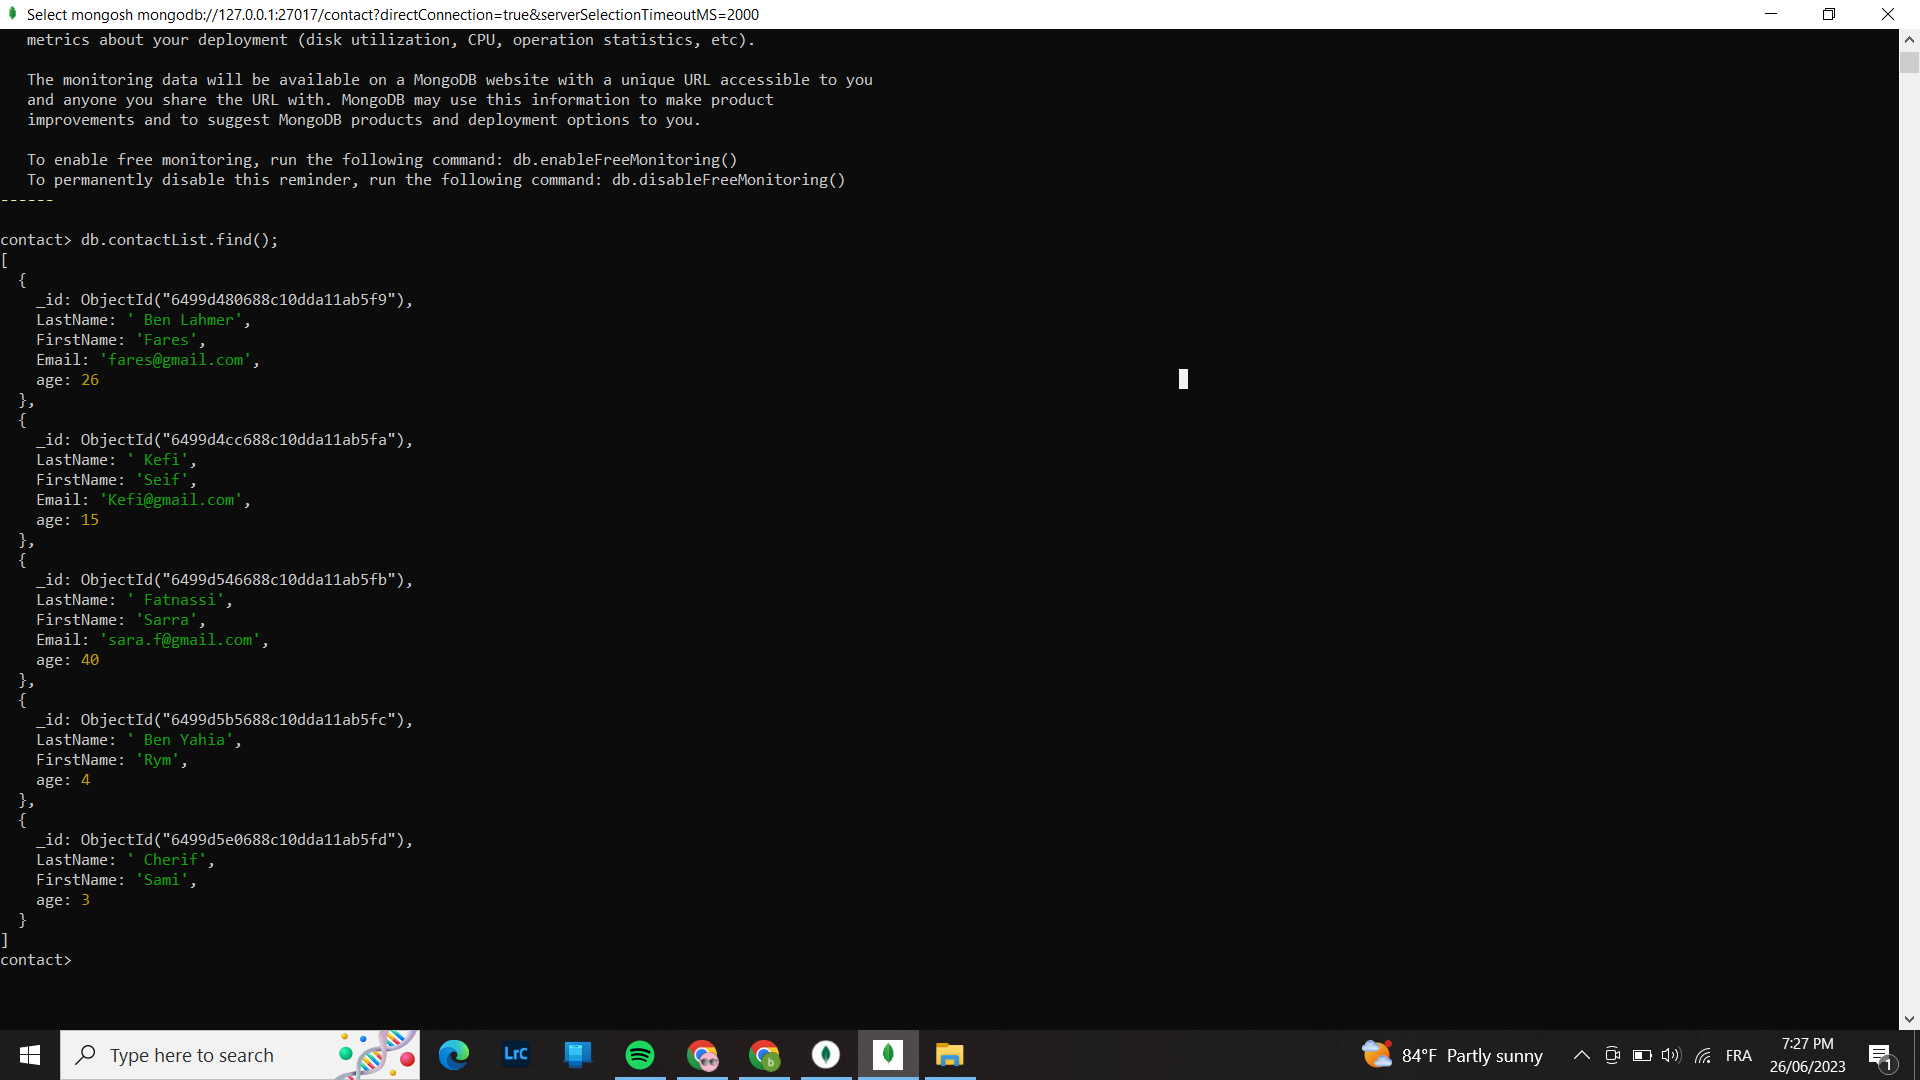 Select mongosh mongodb://127.0.0.1:27017/contact?directConnection=true&serverSelectionTimeoutMS=2000
   metrics about your deployment (disk utilization, CPU, operation statistics, etc).
   The monitoring data will be available on a MongoDB website with a unique URL accessible to you
   and anyone you share the URL with. MongoDB may use this information to make product
   improvements and to suggest MongoDB products and deployment options to you.
   To enable free monitoring, run the following command: db.enableFreeMonitoring()
   To permanently disable this reminder, run the following command: db.disableFreeMonitoring()
------
contact> db.contactList.find();
[
  {
    _id: ObjectId("6499d480688c10dda11ab5f9"),
    LastName: ' Ben Lahmer',
    FirstName: 'Fares',
    Email: 'fares@gmail.com',
    age: 26
  },
  {
    _id: ObjectId("6499d4cc688c10dda11ab5fa"),
    LastName: ' Kefi',
    FirstName: 'Seif',
    Email: 'Kefi@gmail.com',
    age: 15
  },
  {
    _id: ObjectId("6499d546688c10dda11ab5fb"),
    LastName: ' Fatnassi',
    FirstName: 'Sarra',
    Email: 'sara.f@gmail.com',
    age: 40
  },
  {
    _id: ObjectId("6499d5b5688c10dda11ab5fc"),
    LastName: ' Ben Yahia',
    FirstName: 'Rym',
    age: 4
  },
  {
    _id: ObjectId("6499d5e0688c10dda11ab5fd"),
    LastName: ' Cherif',
    FirstName: 'Sami',
    age: 3
  }
]
contact>
Type here to search
LrC
b
84°F Partly sunny
FRA
7:27 PM
26/06/2023
1